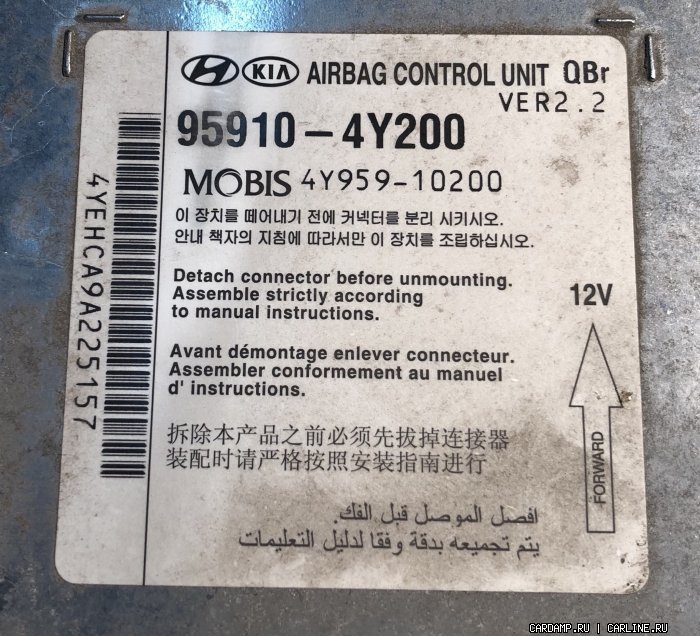 HYUNDAI KIA AIRBAG CONTROL UNIT QBr
VER2.2
95910-4Y200
MOBIS 4Y959-10200
이 장치를 떼어내기 전에 커넥터를 분리 시키시오.
안내 책자의 지침에 따라서만 이 장치를 조립하십시오.
Detach connector before unmounting.
Assemble strictly according
to manual instructions.
12V
Avant démontage enlever connecteur.
Assembler conformement au manuel
d' instructions.
FORWARD
拆除本产品之前必须先拔掉连接器
装配时请严格按照安装指南进行
افصل الموصل قبل الفك.
يتم تجميعه بدقة وفقا لدليل التعليمات
4YEHCA9A225157
CARDAMP.RU | CARLINE.RU